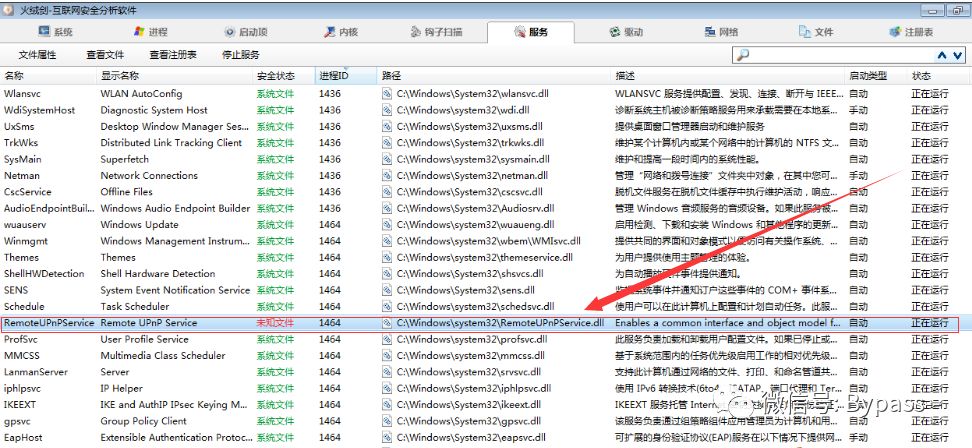 火绒剑-互联网安全分析软件
系统 进程 启动项 内核 钩子扫描 服务 驱动 网络 文件 注册表
文件属性 查看文件 查看注册表 停止服务
名称 显示名称 安全状态 进程ID 路径 描述 启动类型 状态
Wlansvc WLAN AutoConfig 系统文件 1436 C:\Windows\System32\wlansvc.dll WLANSVC 服务提供配置、发现、连接、断开与 IEEE... 自动 正在运行
WdiSystemHost Diagnostic System Host 系统文件 1436 C:\Windows\System32\wdi.dll 诊断系统主机被诊断策略服务用来承载需要在本地系... 手动 正在运行
UxSms Desktop Window Manager Ses... 系统文件 1436 C:\Windows\System32\uxsms.dll 提供桌面窗口管理器启动和维护服务 自动 正在运行
TrkWks Distributed Link Tracking Client 系统文件 1436 C:\Windows\System32\trkwks.dll 维护某个计算机内或某个网络中的计算机的 NTFS 文... 自动 正在运行
SysMain Superfetch 系统文件 1436 C:\Windows\System32\sysmain.dll 维护和提高一段时间内的系统性能。 自动 正在运行
Netman Network Connections 系统文件 1436 C:\Windows\System32\netman.dll 管理“网络和拨号连接”文件夹中对象，在其中您可... 手动 正在运行
CscService Offline Files 系统文件 1436 C:\Windows\System32\cscsvc.dll 脱机文件服务在脱机文件缓存中执行维护活动，响应... 自动 正在运行
AudioEndpointBuil... Windows Audio Endpoint Builder 系统文件 1436 C:\Windows\System32\Audiosrv.dll 管理 Windows 音频服务的音频设备。如果此服务被... 自动 正在运行
wuauserv Windows Update 系统文件 1464 C:\Windows\System32\wuaueng.dll 启用检测、下载和安装 Windows 和其他程序的更新... 自动 正在运行
Winmgmt Windows Management Instrum... 系统文件 1464 C:\Windows\System32\wbem\WMIsvc.dll 提供共同的界面和对象模式以便访问有关操作系统、... 自动 正在运行
Themes Themes 系统文件 1464 C:\Windows\System32\themeservice.dll 为用户提供使用主题管理的体验。 自动 正在运行
ShellHWDetection Shell Hardware Detection 系统文件 1464 C:\Windows\System32\shsvcs.dll 为自动播放硬件事件提供通知。 自动 正在运行
SENS System Event Notification Service 系统文件 1464 C:\Windows\System32\sens.dll 监视系统事件并通知订户这些事件的 COM+ 事件系... 自动 正在运行
Schedule Task Scheduler 系统文件 1464 C:\Windows\System32\schedsvc.dll 使用户可以在此计算机上配置和计划自动任务。此服... 自动 正在运行
RemoteUPnPService Remote UPnP Service 未知文件 1464 C:\Windows\system32\RemoteUPnPService.dll Enables a common interface and object model f... 自动 正在运行
ProfSvc User Profile Service 系统文件 1464 C:\Windows\System32\profsvc.dll 此服务负责加载和卸载用户配置文件。如果已停止或... 自动 正在运行
MMCSS Multimedia Class Scheduler 系统文件 1464 C:\Windows\System32\mmcss.dll 基于系统范围内的任务优先级启用工作的相对优先级... 自动 正在运行
LanmanServer Server 系统文件 1464 C:\Windows\System32\srvsvc.dll 支持此计算机通过网络的文件、打印、和命名管道共... 自动 正在运行
iphlpsvc IP Helper 系统文件 1464 C:\Windows\System32\iphlpsvc.dll 使用 IPv6 转换技术(6to4、ISATAP、端口代理和 Ter... 自动 正在运行
IKEEXT IKE and AuthIP IPsec Keying M... 系统文件 1464 C:\Windows\System32\ikeext.dll IKEEXT 服务托管 自动 正在运行
gpsvc Group Policy Client 系统文件 1464 C:\Windows\System32\gpsvc.dll 该服务负责通过组策略组件应用管理员为计算机和用... 自动 正在运行
EapHost Extensible Authentication Protoc... 系统文件 1464 C:\Windows\System32\eapsvc.dll 可扩展的身份验证协议(EAP)服务在以下情况下提供网... 手动 正在运行
微信号: Bypass